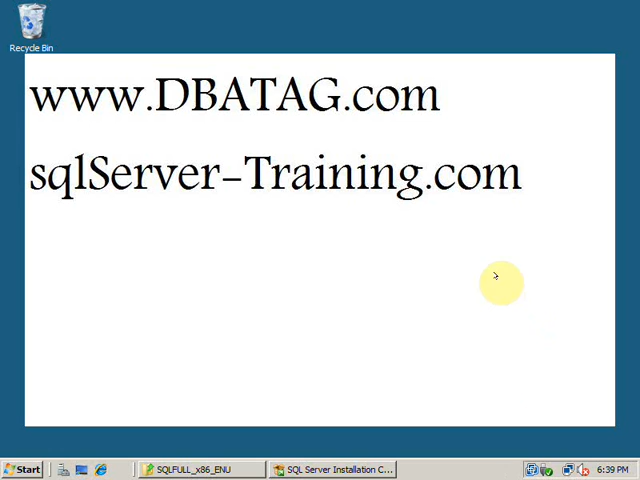 Recycle Bin
www.DBATAG.com
sqlServer-Training.com
Start
SQLFULL_x86_ENU
SQL Server Installation C...
6:39 PM